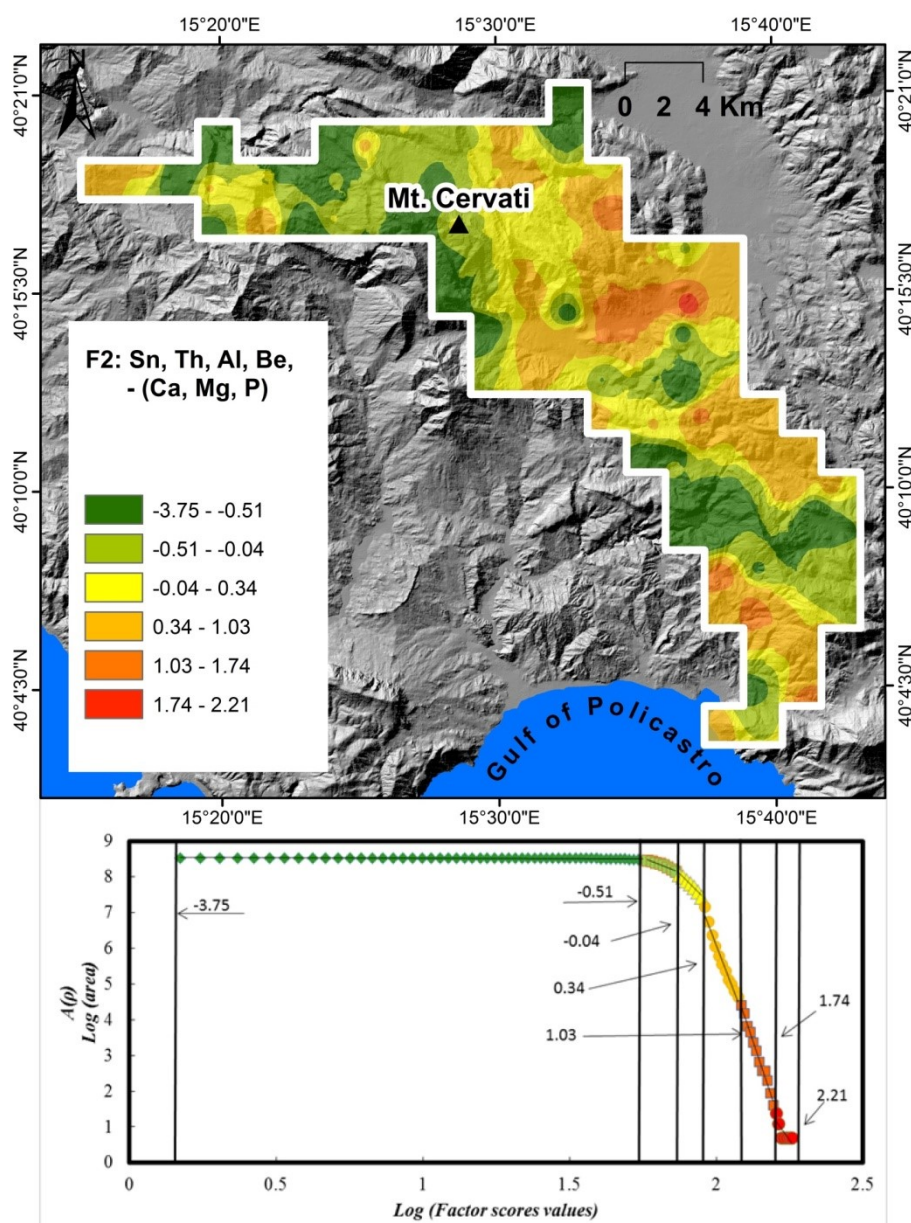 15°20'0"E 15°30'0"E 15°40'0"E
N
40°21'0"N 40°21'0"N
0 2 4 Km
Mt. Cervati
40°15'30"N 40°15'30"N
F2: Sn, Th, Al, Be,
- (Ca, Mg, P)
40°10'0"N 40°10'0"N
-3.75 - -0.51
-0.51 - -0.04
-0.04 - 0.34
0.34 - 1.03
1.03 - 1.74
1.74 - 2.21
40°4'30"N 40°4'30"N
Gulf of Policastro
15°20'0"E 15°30'0"E 15°40'0"E
9
8
7
6
5
4
3
2
1
0
A(ρ)
Log (area)
-3.75
-0.51
-0.04
0.34
1.03
1.74
2.21
0 0.5 1 1.5 2 2.5
Log (Factor scores values)